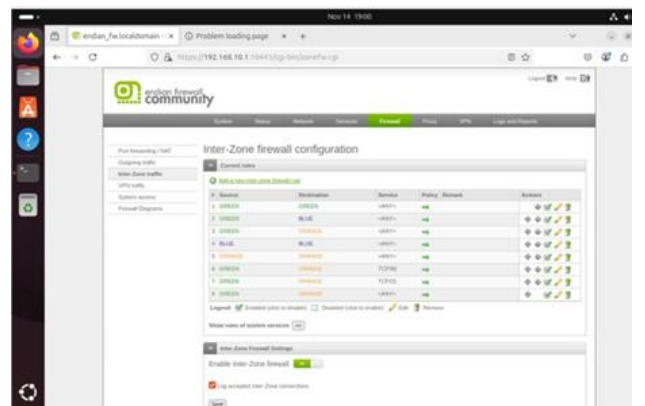 Nov 14 19:00
endian_fw.localdomain - ×
Problem loading page ×
https://192.168.10.1:10443/cgi-bin/zonefw.cgi
endian firewall
community
Logout Help
System Status Network Services Firewall Proxy VPN Logs and Reports
Port forwarding / NAT
Outgoing traffic
Inter-Zone traffic
VPN traffic
System access
Firewall Diagrams
Inter-Zone firewall configuration
Current rules
Add a new inter-zone firewall rule
# Source Destination Service Policy Remark Actions
1 GREEN GREEN <ANY>
2 GREEN BLUE <ANY>
3 GREEN ORANGE <ANY>
4 BLUE BLUE <ANY>
5 ORANGE ORANGE <ANY>
6 GREEN ORANGE TCP/80
7 GREEN ORANGE
8 GREEN ORANGE <ANY>
Legend: Enabled (click to disable) Disabled (click to enable) Edit Remove
Show rules of system services >>
Inter-Zone Firewall Settings
Enable Inter-Zone firewall
Log accepted Inter-Zone connections
Save